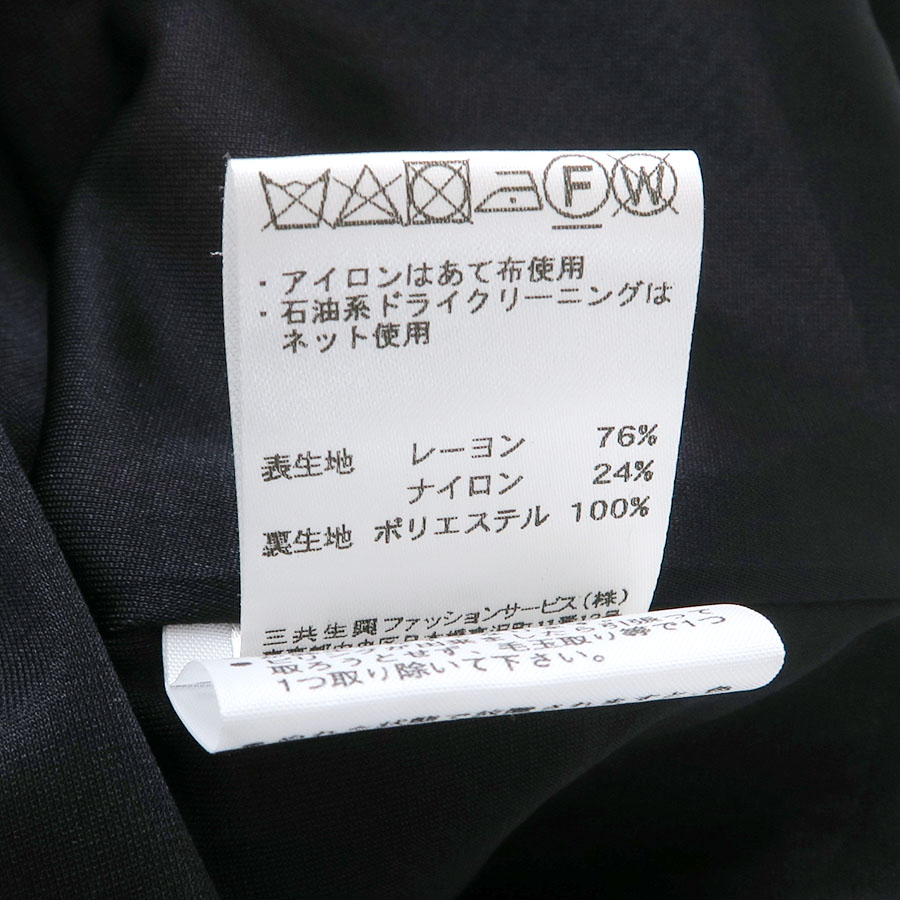 F W
・アイロンはあて布使用
・石油系ドライクリーニングは
ネット使用
表生地 レーヨン 76%
ナイロン 24%
裏生地 ポリエステル 100%
三共生興ファッションサービス(株)
取ろうとせず、毛玉取り等で1つ
1つ取り除いて下さい。